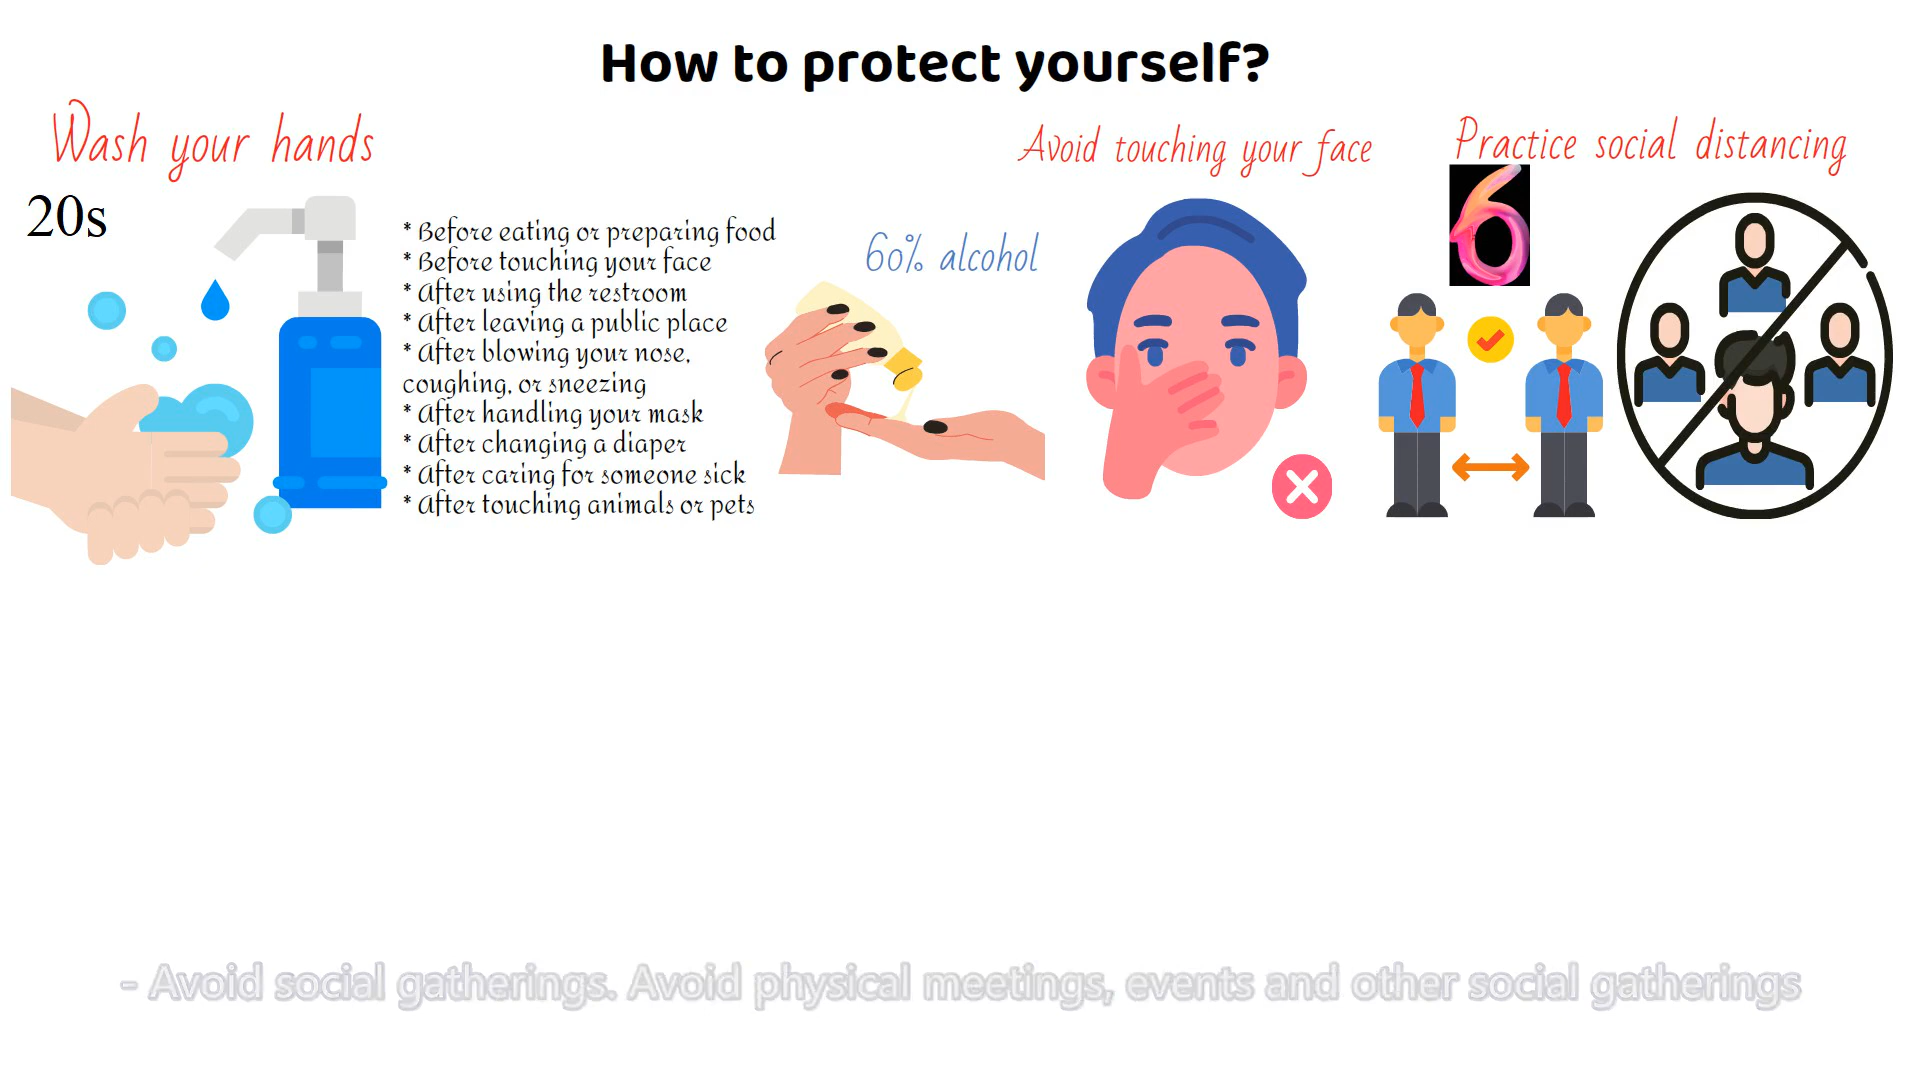 How to protect yourself?
Wash your hands
20s
* Before eating or preparing food
* Before touching your face
* After using the restroom
* After leaving a public place
* After blowing your nose,
coughing, or sneezing
* After handling your mask
* After changing a diaper
* After caring for someone sick
* After touching animals or pets
60% alcohol
Avoid touching your face
Practice social distancing
6
- Avoid social gatherings. Avoid physical meetings, events and other social gatherings